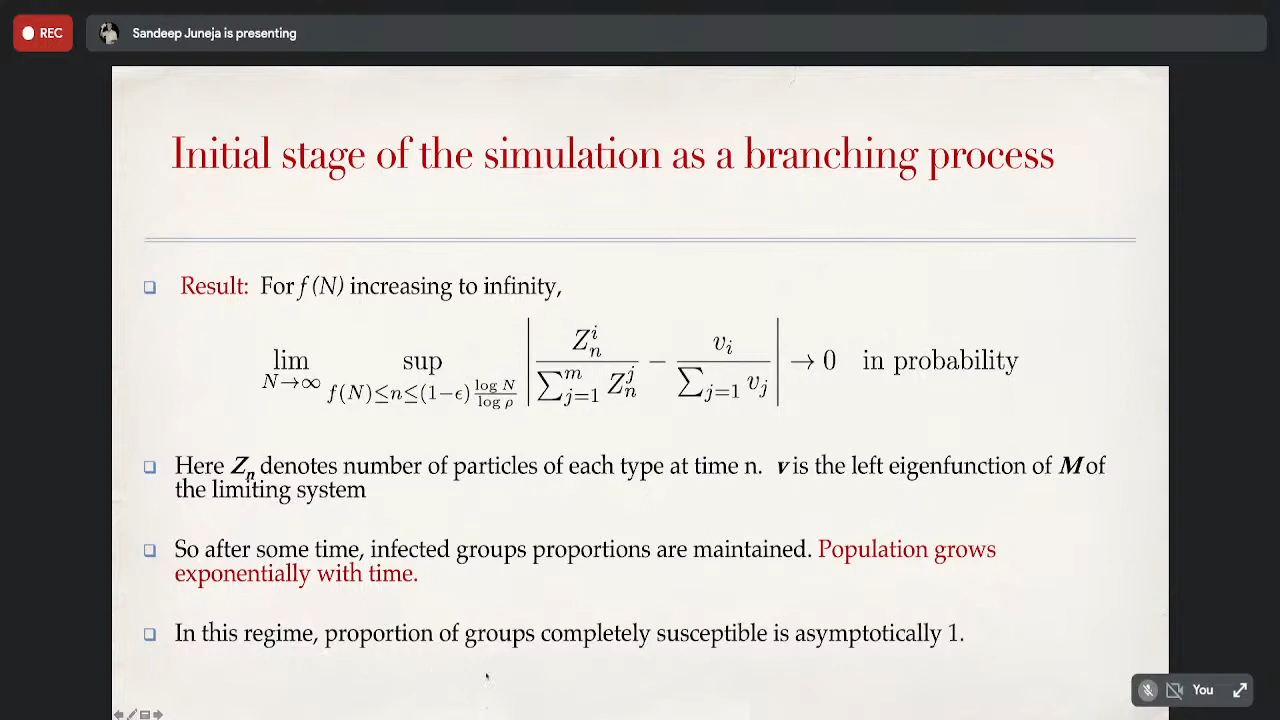 REC
Sandeep Juneja is presenting
Initial stage of the simulation as a branching process
Result: For f (N) increasing to infinity,
lim_{N→∞} sup_{f(N)≤n≤(1−ϵ) log N / log ρ} | Z_n^i / ∑_{j=1}^m Z_n^j − v_i / ∑_{j=1} v_j | → 0 in probability
Here Z_n denotes number of particles of each type at time n. v is the left eigenfunction of M of
the limiting system
So after some time, infected groups proportions are maintained. Population grows
exponentially with time.
In this regime, proportion of groups completely susceptible is asymptotically 1.
You